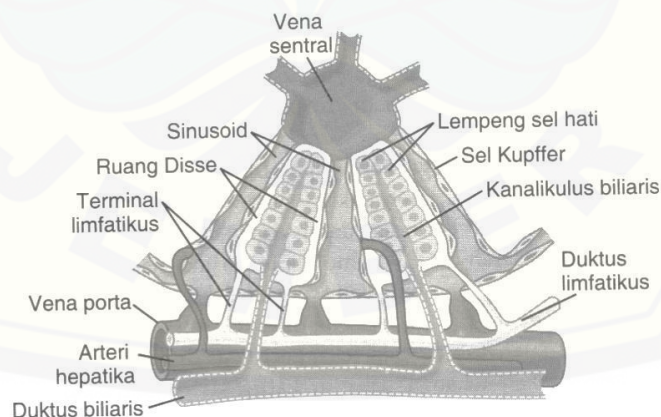 Vena
sentral
Sinusoid
Lempeng sel hati
Ruang Disse
Sel Kupffer
Terminal
limfatikus
Kanalikulus biliaris
Duktus
limfatikus
Vena porta
Arteri
hepatika
Duktus biliaris